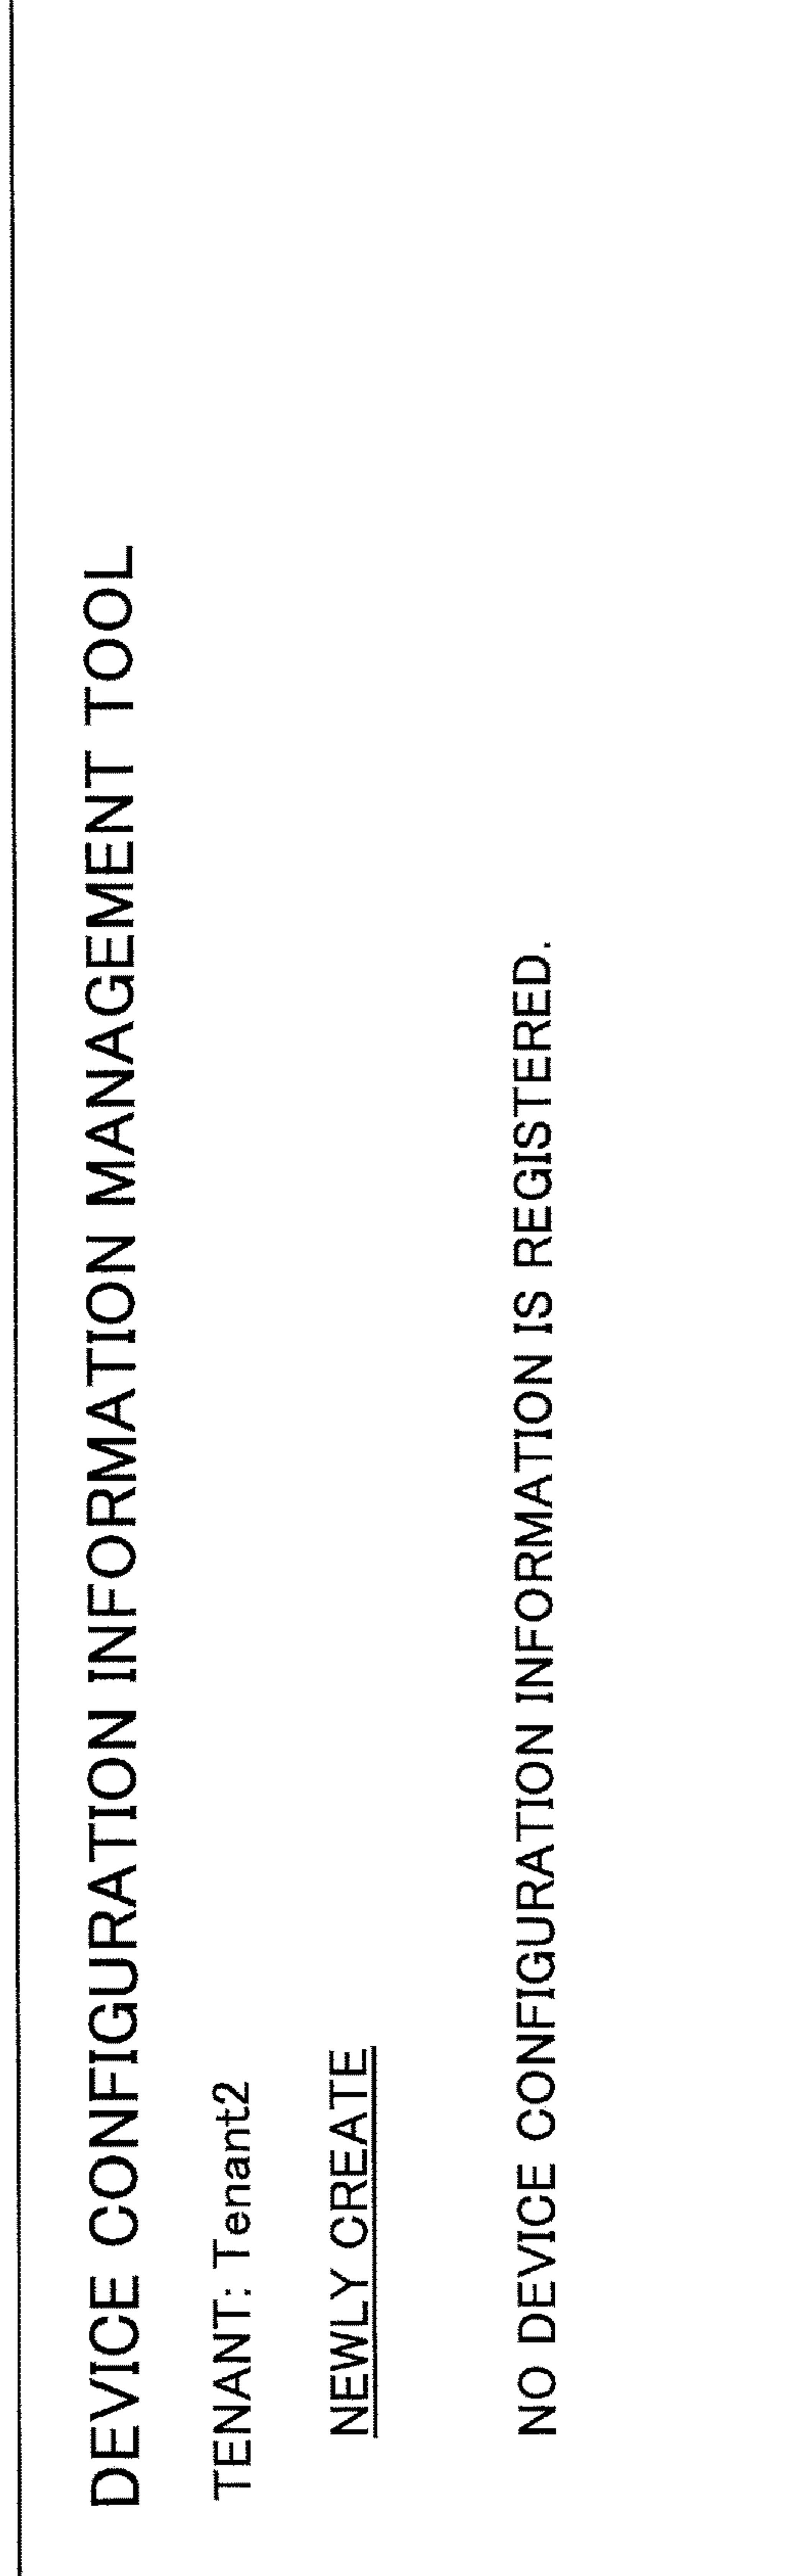 DEVICE CONFIGURATION INFORMATION MANAGEMENT TOOL
TENANT: Tenant2
NEWLY CREATE
NO DEVICE CONFIGURATION INFORMATION IS REGISTERED.